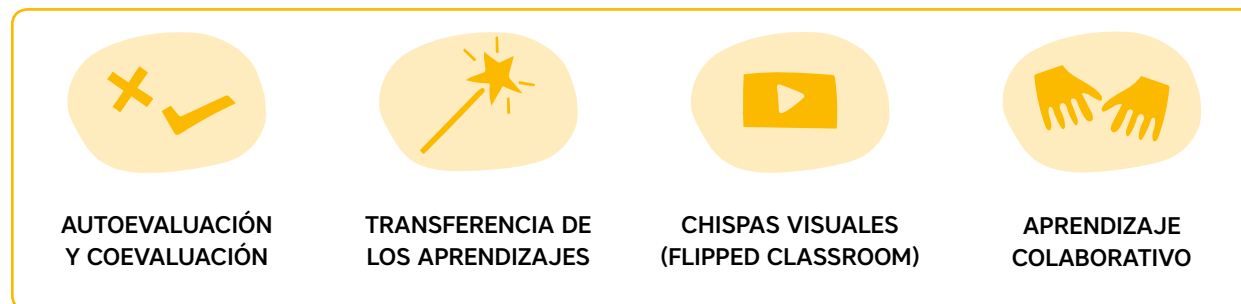 AUTOEVALUACIÓN
Y COEVALUACIÓN
TRANSFERENCIA DE
LOS APRENDIZAJES
CHISPAS VISUALES
(FLIPPED CLASSROOM)
APRENDIZAJE
COLABORATIVO